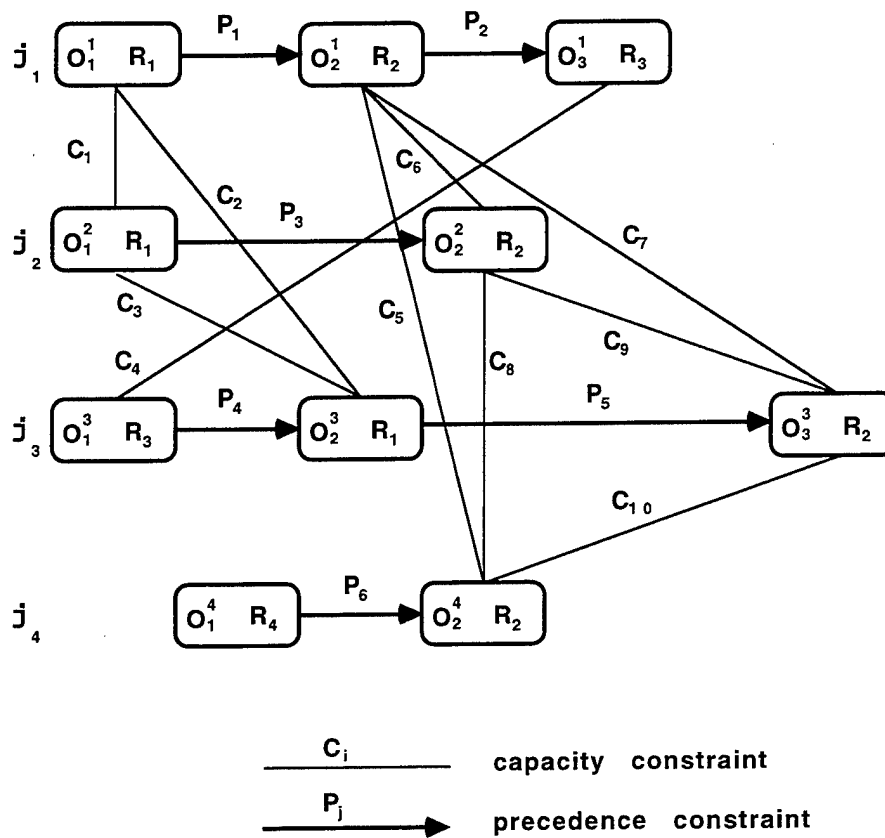 j₁ O₁¹ R₁ P₁ O₂¹ R₂ P₂ O₃¹ R₃
C₁ C₂ C₆
j₂ O₁² R₁ P₃ O₂² R₂ C₇
C₃ C₅
C₄ C₈ C₉
j₃ O₁³ R₃ P₄ O₂³ R₁ P₅ O₃³ R₂
C₁₀
j₄ O₁⁴ R₄ P₆ O₂⁴ R₂
Cᵢ capacity constraint
Pⱼ precedence constraint